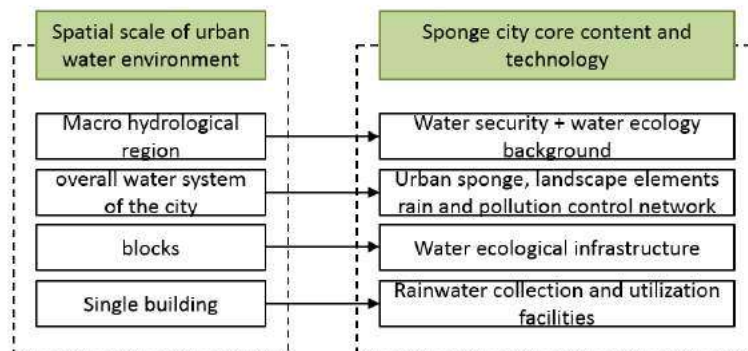 Spatial scale of urban
water environment
Sponge city core content and
technology
Macro hydrological
region
Water security + water ecology
background
overall water system
of the city
Urban sponge, landscape elements
rain and pollution control network
blocks
Water ecological infrastructure
Single building
Rainwater collection and utilization
facilities